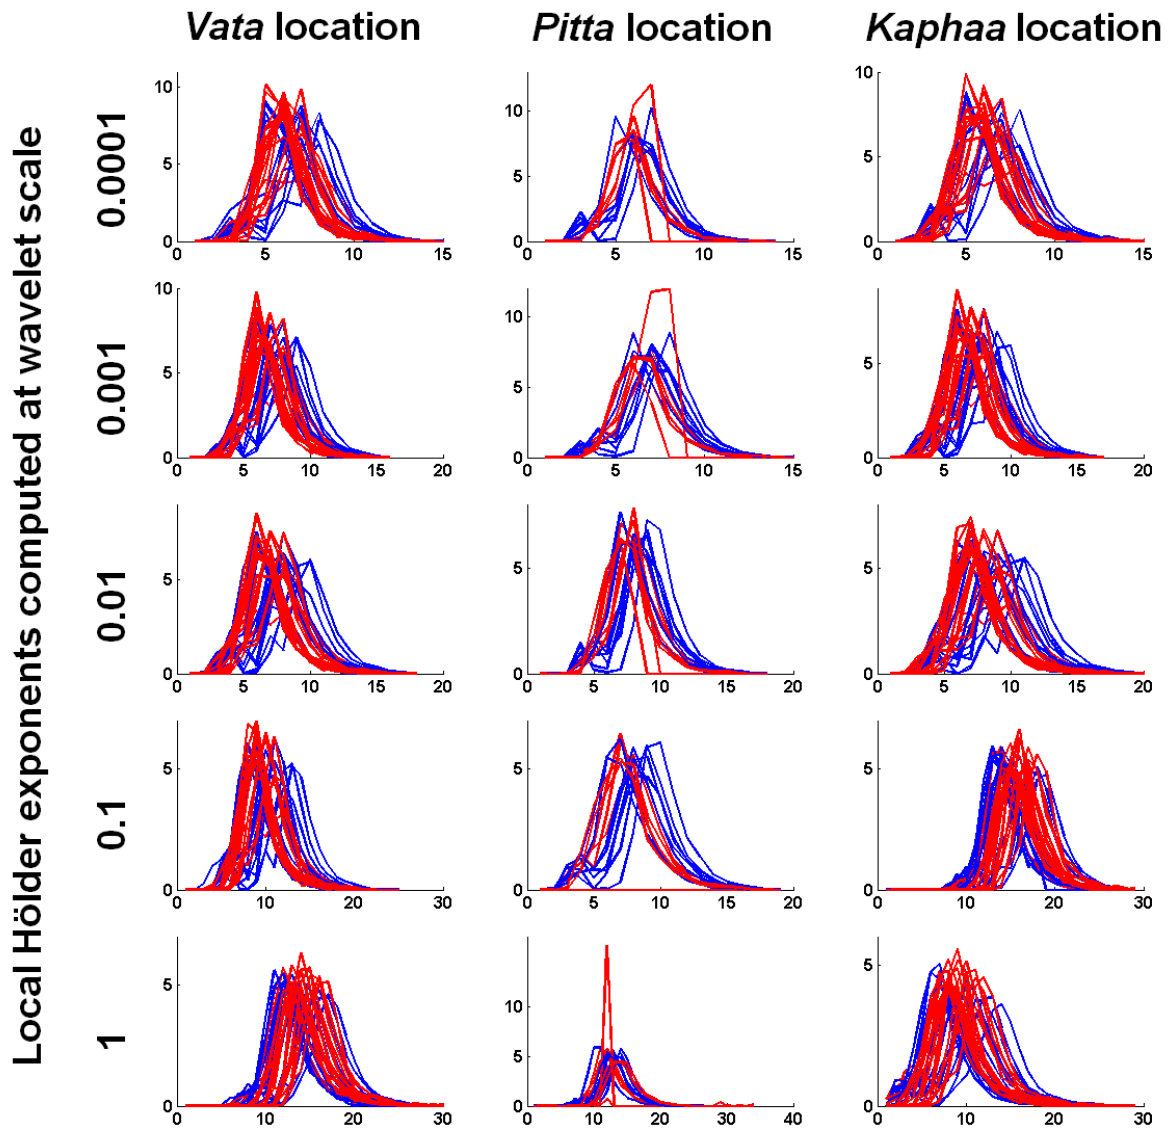 Vata location
Pitta location
Kaphaa location
Local Hölder exponents computed at wavelet scale
0.0001
10
5
0
0 5 10 15
10
5
0
0 5 10 15
10
5
0
0 5 10 15
0.001
10
5
0
0 5 10 15 20
10
5
0
0 5 10 15
5
0
0 5 10 15 20
0.01
5
0
0 5 10 15 20
5
0
0 5 10 15 20
5
0
0 5 10 15 20
0.1
5
0
0 10 20 30
5
0
0 5 10 15 20
5
0
0 10 20 30
1
5
0
0 10 20 30
10
5
0
0 10 20 30 40
5
0
0 10 20 30